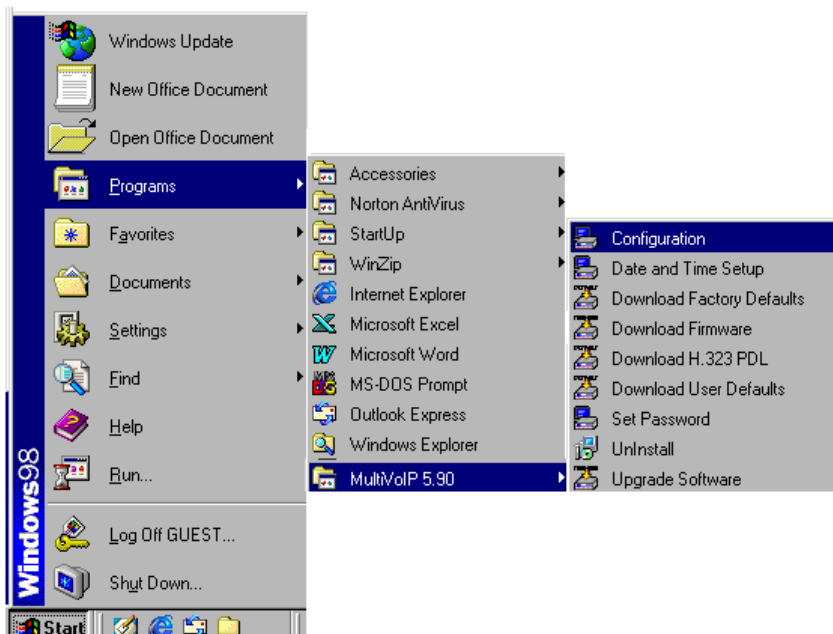 Windows Update
New Office Document
Open Office Document
Programs
Favorites
Documents
Settings
Find
Help
Run...
Log Off GUEST...
Shut Down...
Windows98
Start
Accessories
Norton AntiVirus
StartUp
WinZip
Internet Explorer
Microsoft Excel
Microsoft Word
MS-DOS Prompt
Outlook Express
Windows Explorer
MultiVoIP 5.90
Configuration
Date and Time Setup
Download Factory Defaults
Download Firmware
Download H.323 PDL
Download User Defaults
Set Password
UnInstall
Upgrade Software